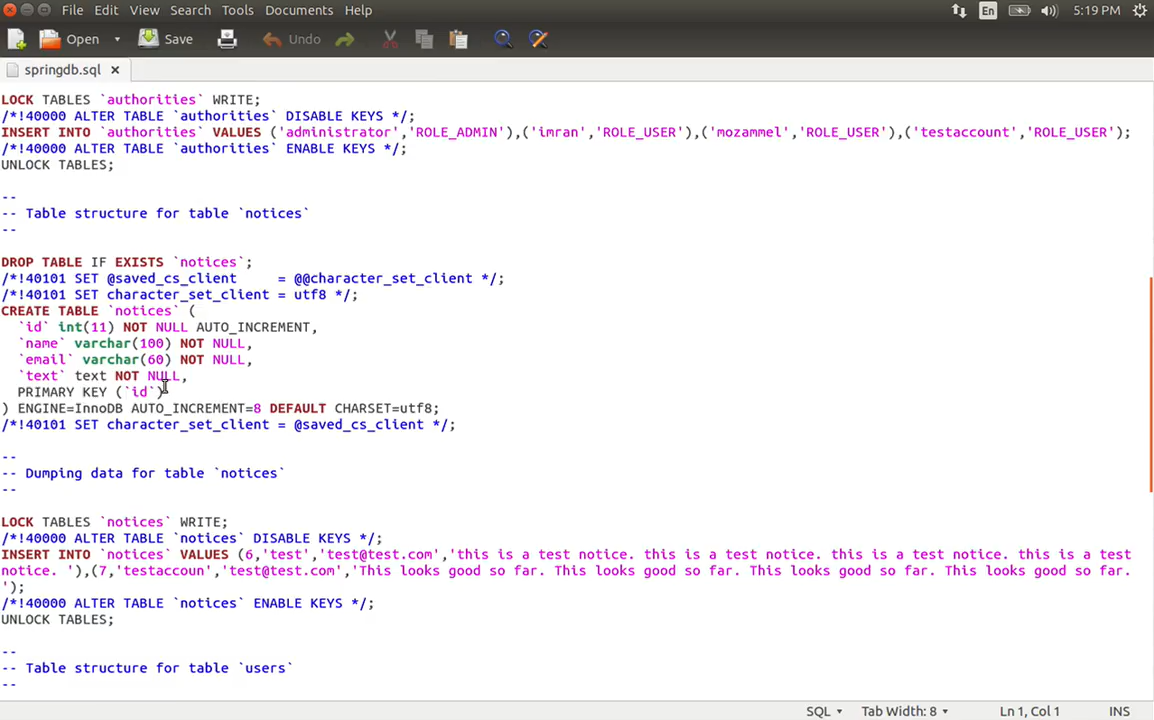 File Edit View Search Tools Documents Help En 5:19 PM
Open Save Undo
springdb.sql
LOCK TABLES `authorities` WRITE;
/*!40000 ALTER TABLE `authorities` DISABLE KEYS */;
INSERT INTO `authorities` VALUES ('administrator','ROLE_ADMIN'),('imran','ROLE_USER'),('mozammel','ROLE_USER'),('testaccount','ROLE_USER');
/*!40000 ALTER TABLE `authorities` ENABLE KEYS */;
UNLOCK TABLES;
--
-- Table structure for table `notices`
--
DROP TABLE IF EXISTS `notices`;
/*!40101 SET @saved_cs_client     = @@character_set_client */;
/*!40101 SET character_set_client = utf8 */;
CREATE TABLE `notices` (
  `id` int(11) NOT NULL AUTO_INCREMENT,
  `name` varchar(100) NOT NULL,
  `email` varchar(60) NOT NULL,
  `text` text NOT NULL,
  PRIMARY KEY (`id`)
) ENGINE=InnoDB AUTO_INCREMENT=8 DEFAULT CHARSET=utf8;
/*!40101 SET character_set_client = @saved_cs_client */;
--
-- Dumping data for table `notices`
--
LOCK TABLES `notices` WRITE;
/*!40000 ALTER TABLE `notices` DISABLE KEYS */;
INSERT INTO `notices` VALUES (6,'test','test@test.com','this is a test notice. this is a test notice. this is a test notice. this is a test
notice. '),(7,'testaccoun','test@test.com','This looks good so far. This looks good so far. This looks good so far. This looks good so far.
');
/*!40000 ALTER TABLE `notices` ENABLE KEYS */;
UNLOCK TABLES;
--
-- Table structure for table `users`
--
SQL Tab Width: 8 Ln 1, Col 1 INS